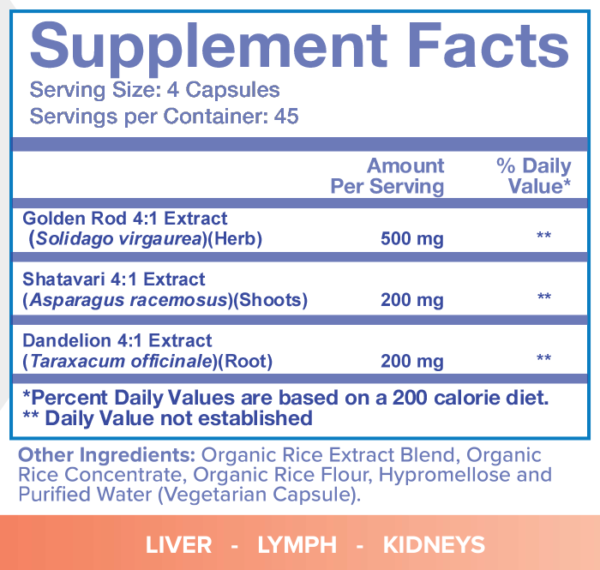 Supplement Facts
Serving Size: 4 Capsules
Servings per Container: 45
Amount Per Serving
% Daily Value*
Golden Rod 4:1 Extract
(Solidago virgaurea)(Herb) 500 mg **
Shatavari 4:1 Extract
(Asparagus racemosus)(Shoots) 200 mg **
Dandelion 4:1 Extract
(Taraxacum officinale)(Root) 200 mg **
*Percent Daily Values are based on a 200 calorie diet.
** Daily Value not established
Other Ingredients: Organic Rice Extract Blend, Organic
Rice Concentrate, Organic Rice Flour, Hypromellose and
Purified Water (Vegetarian Capsule).
LIVER - LYMPH - KIDNEYS